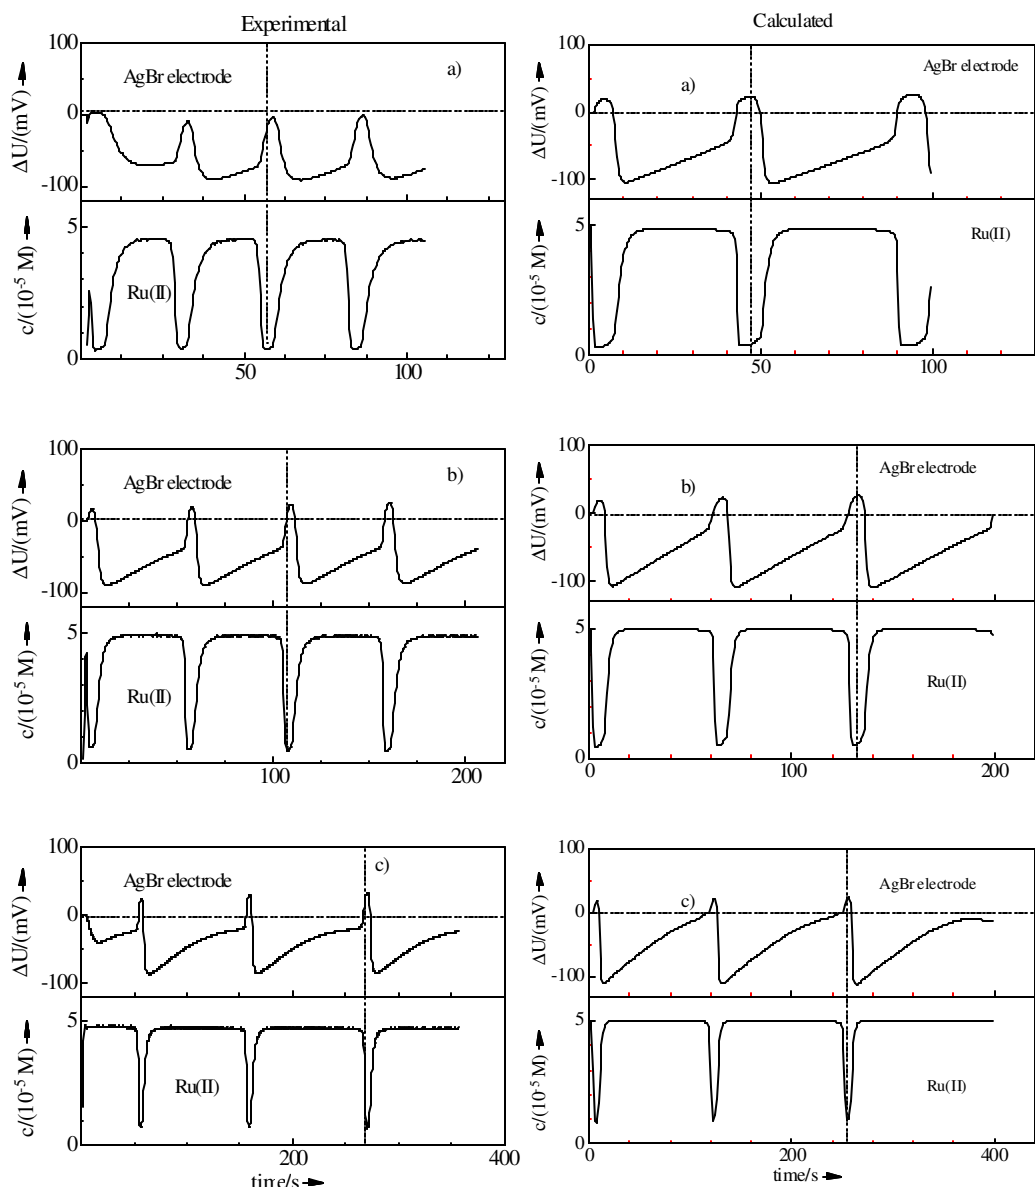 Experimental
100
AgBr electrode
a)
0
-100
ΔU/(mV)
5
Ru(II)
0
c/(10-5 M)
50
100
Calculated
100
AgBr electrode
a)
0
-100
ΔU/(mV)
5
Ru(II)
0
c/(10-5 M)
0
50
100
100
AgBr electrode
b)
0
-100
ΔU/(mV)
5
Ru(II)
0
c/(10-5 M)
100
200
100
AgBr electrode
b)
0
-100
ΔU/(mV)
5
Ru(II)
0
c/(10-5 M)
0
100
200
100
c)
AgBr electrode
0
-100
ΔU/(mV)
5
Ru(II)
0
c/(10-5 M)
200
400
time/s
100
AgBr electrode
c)
0
-100
ΔU/(mV)
5
Ru(II)
0
c/(10-5 M)
0
200
400
time/s